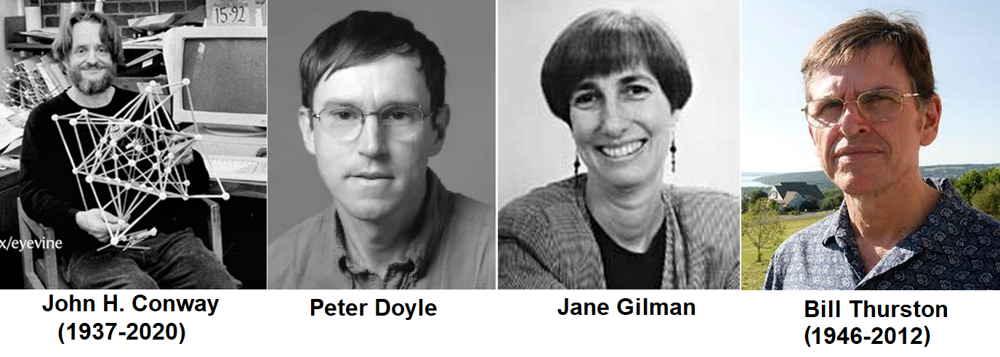 15·92
x/eyevine
John H. Conway
(1937-2020)
Peter Doyle
Jane Gilman
Bill Thurston
(1946-2012)